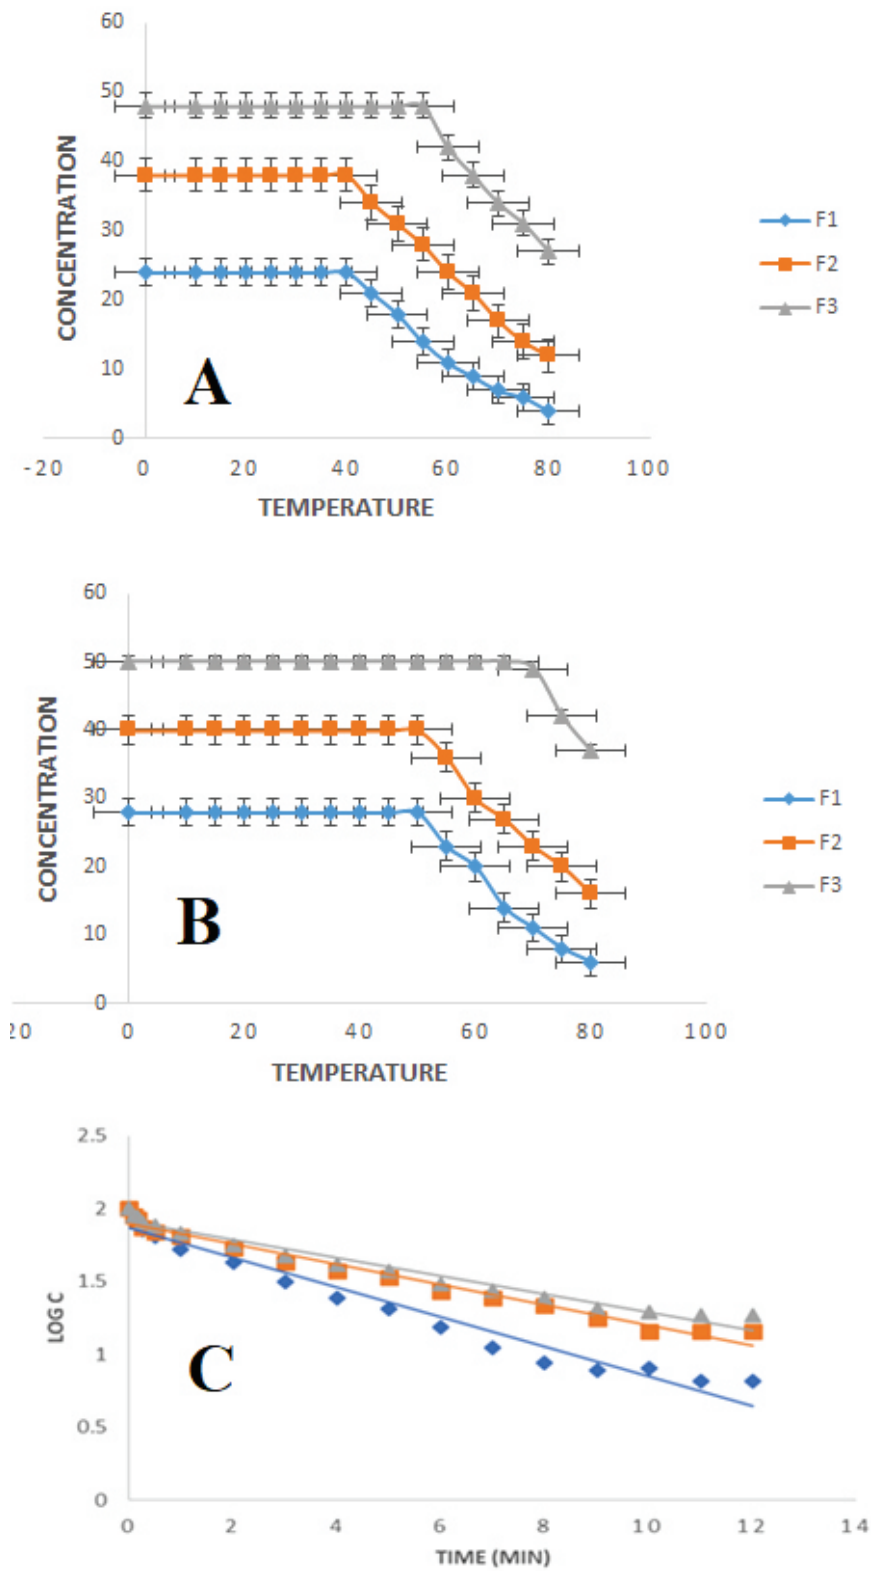 60
50
40
30
20
10
0
CONCENTRATION
A
-20 0 20 40 60 80 100
TEMPERATURE
F1
F2
F3
60
50
40
30
20
10
0
CONCENTRATION
B
20 0 20 40 60 80 100
TEMPERATURE
F1
F2
F3
2.5
2
1.5
1
0.5
0
LOG C
C
0 2 4 6 8 10 12 14
TIME (MIN)